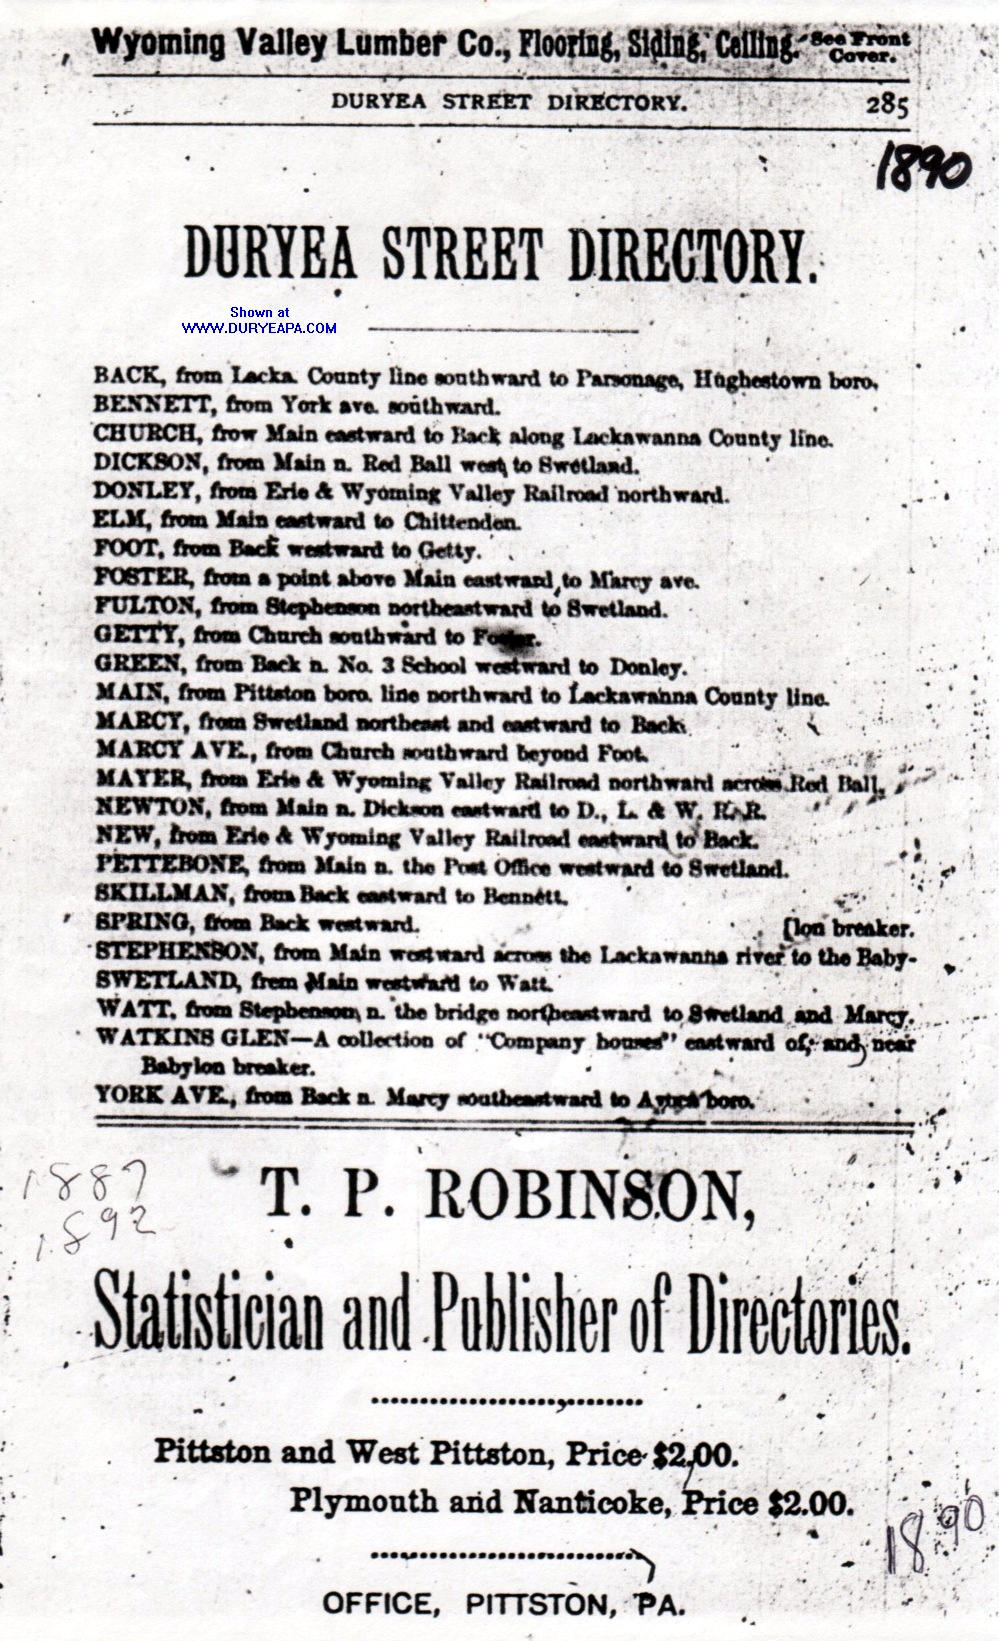 Wyoming Valley Lumber Co., Flooring, Siding, Ceiling. See Front Cover.
DURYEA STREET DIRECTORY. 285
1890
DURYEA STREET DIRECTORY.
Shown at
WWW.DURYEAPA.COM
BACK, from Lacka. County line southward to Parsonage, Hughestown boro.
BENNETT, from York ave. southward.
CHURCH, frow Main eastward to Back along Lackawanna County line.
DICKSON, from Main n. Red Ball west to Swetland.
DONLEY, from Erie & Wyoming Valley Railroad northward.
ELM, from Main eastward to Chittenden.
FOOT, from Back westward to Getty.
FOSTER, from a point above Main eastward to Marcy ave.
FULTON, from Stephenson northeastward to Swetland.
GETTY, from Church southward to Foster.
GREEN, from Back n. No. 3 School westward to Donley.
MAIN, from Pittston boro. line northward to Lackawanna County line.
MARCY, from Swetland northeast and eastward to Back.
MARCY AVE., from Church southward beyond Foot.
MAYER, from Erie & Wyoming Valley Railroad northward across Red Ball.
NEWTON, from Main n. Dickson eastward to D., L. & W. R. R.
NEW, from Erie & Wyoming Valley Railroad eastward to Back.
PETTEBONE, from Main n. the Post Office westward to Swetland.
SKILLMAN, from Back eastward to Bennett.
SPRING, from Back westward. [lon breaker.
STEPHENSON, from Main westward across the Lackawanna river to the Baby-
SWETLAND, from Main westward to Watt.
WATT, from Stephenson n. the bridge northeastward to Swetland and Marcy.
WATKINS GLEN—A collection of "Company houses" eastward of, and near
Babylon breaker.
YORK AVE., from Back n. Marcy southeastward to Avoca boro.
1887
1892
T. P. ROBINSON,
Statistician and Publisher of Directories.
Pittston and West Pittston, Price $2.00.
Plymouth and Nanticoke, Price $2.00.
1890
OFFICE, PITTSTON, PA.